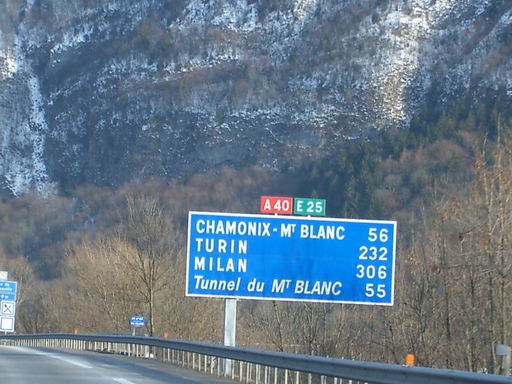 A 40 E 25
CHAMONIX - MT BLANC 56
TURIN 232
MILAN 306
Tunnel du MT BLANC 55